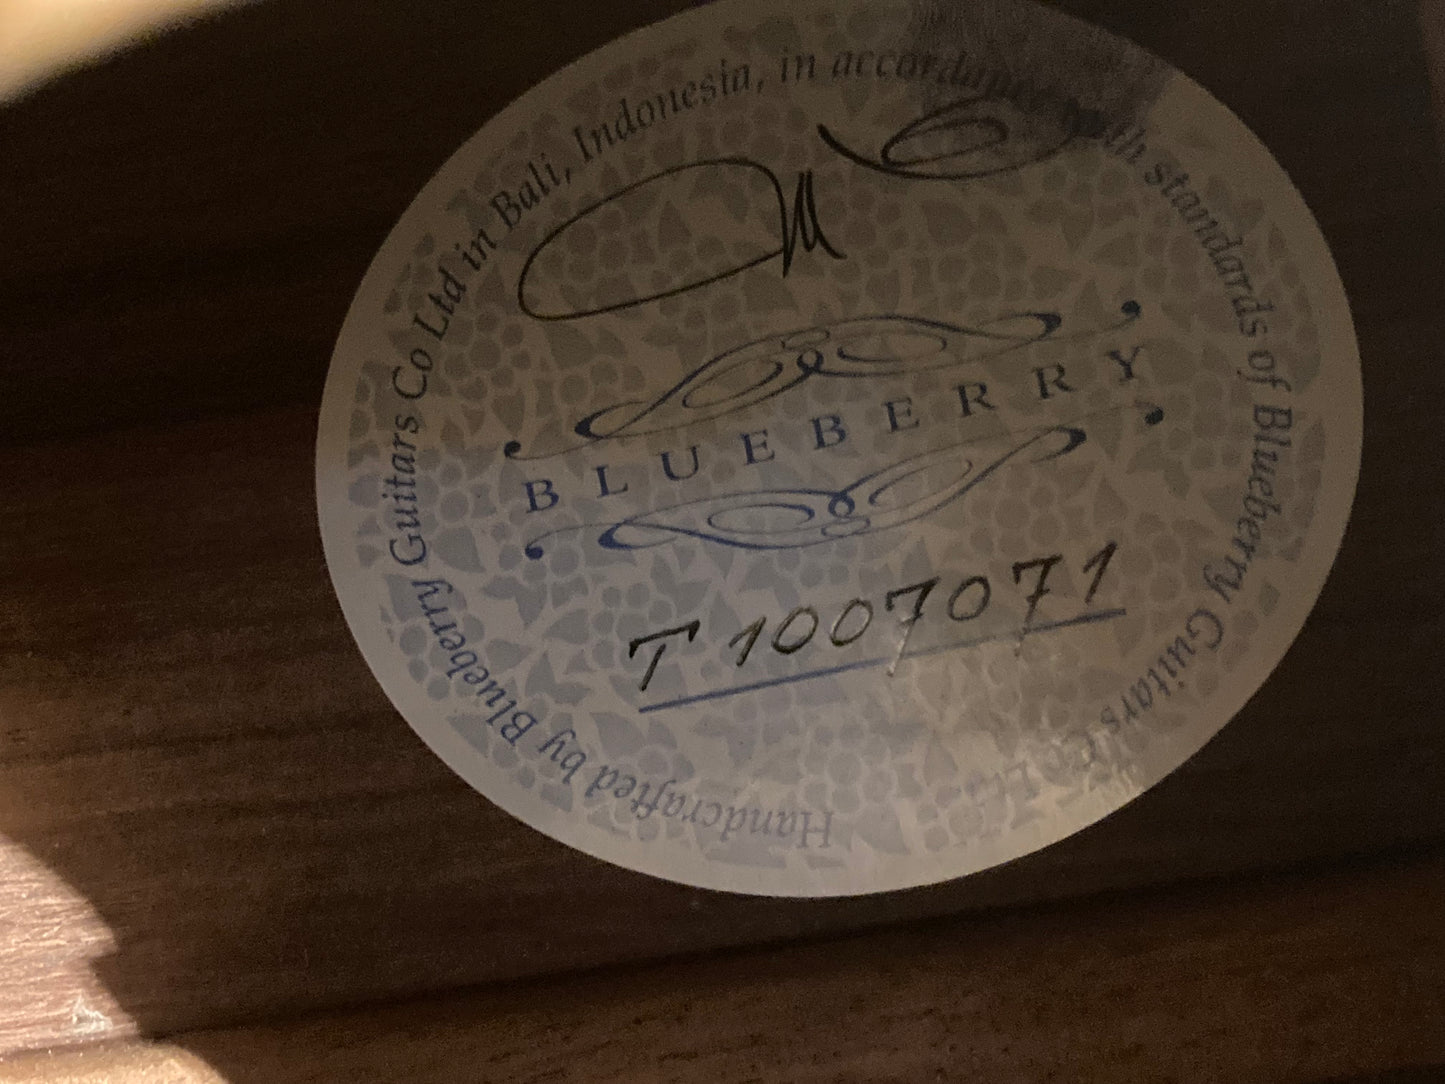 Handcrafted by Blueberry Guitars Co Ltd in Bali, Indonesia, in accordance with standards of Blueberry Guitars Co Ltd
BLUEBERRY
T1007071